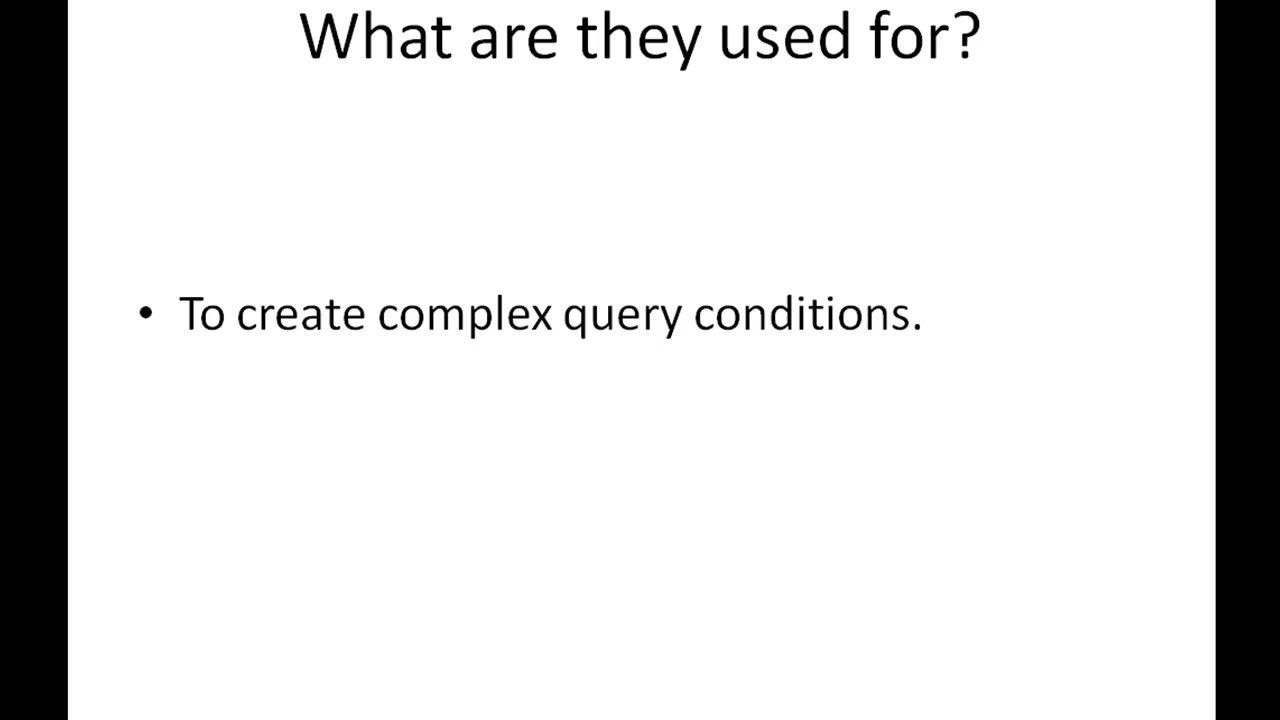 What are they used for?
• To create complex query conditions.